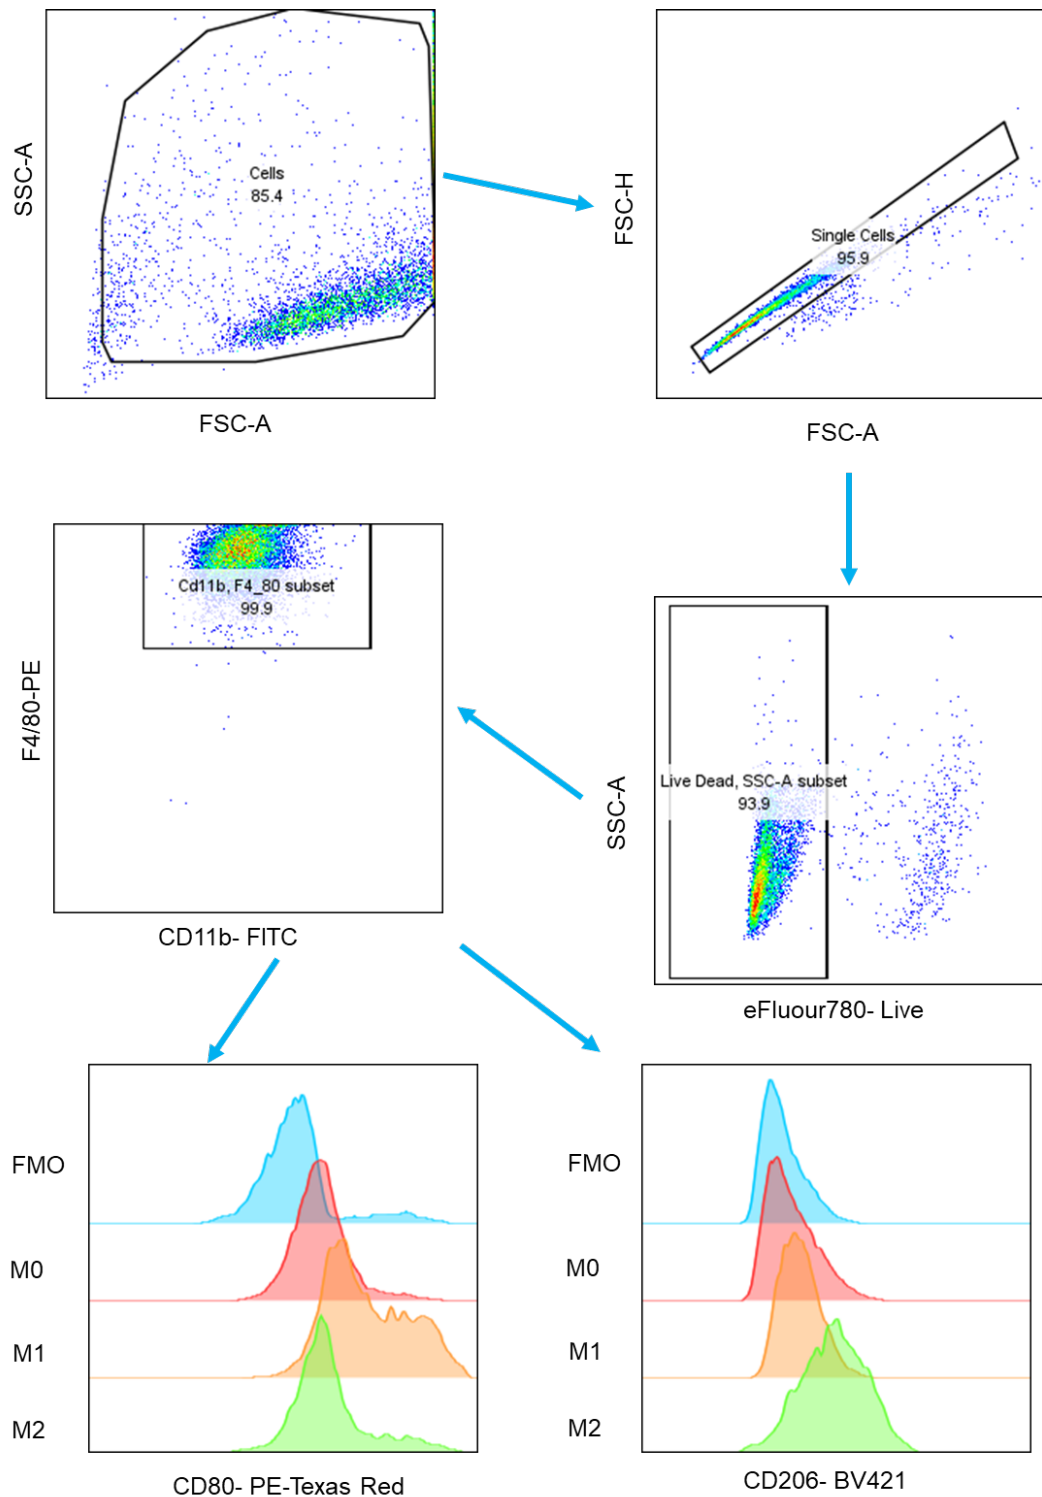 SSC-A
Cells
85.4
FSC-A
FSC-H
Single Cells
95.9
FSC-A
F4/80-PE
Cd11b, F4_80 subset
99.9
CD11b- FITC
SSC-A
Live Dead, SSC-A subset
93.9
eFluour780- Live
FMO
M0
M1
M2
CD80- PE-Texas Red
FMO
M0
M1
M2
CD206- BV421